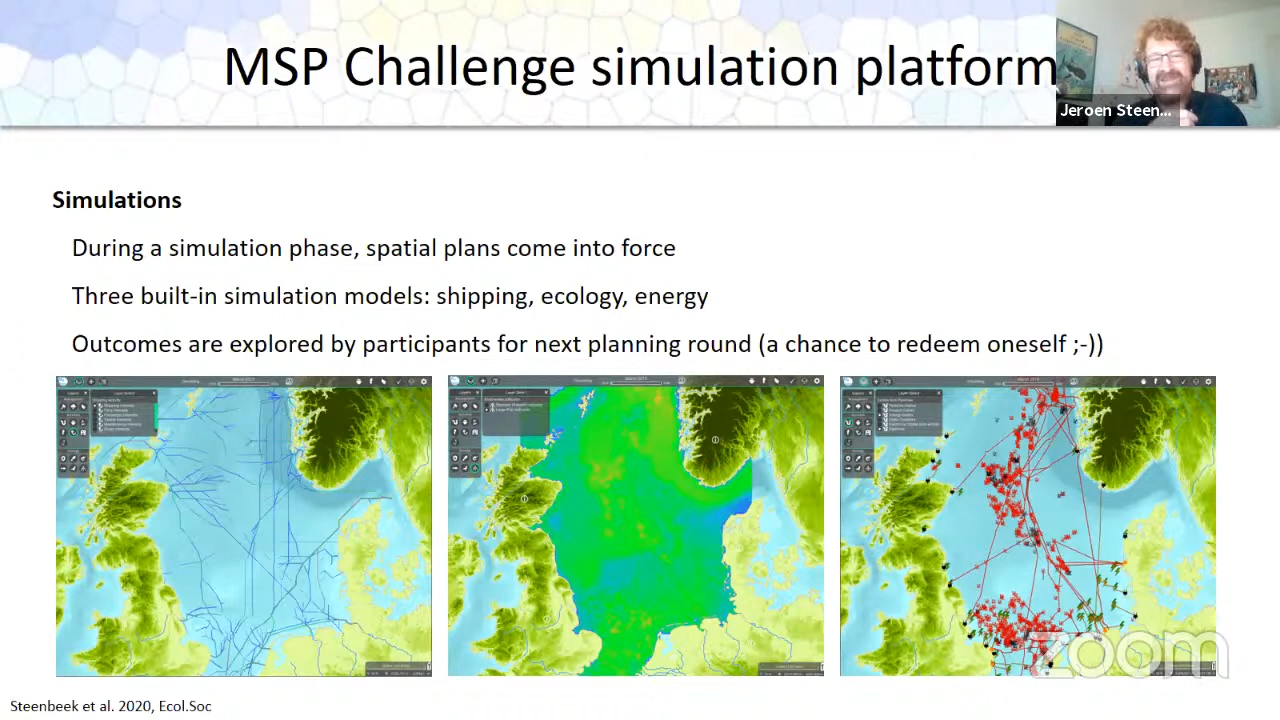 MSP Challenge simulation platform
Jeroen Steen...
Simulations
During a simulation phase, spatial plans come into force
Three built-in simulation models: shipping, ecology, energy
Outcomes are explored by participants for next planning round (a chance to redeem oneself ;-))
zoom
Steenbeek et al. 2020, Ecol.Soc